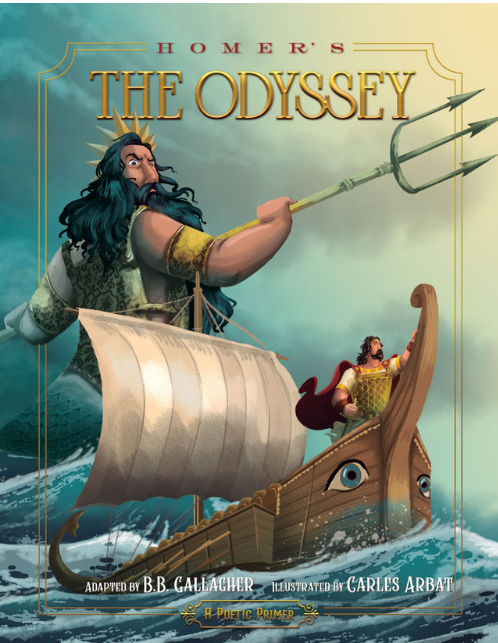 HOMER'S
THE ODYSSEY
ADAPTED BY B.B. GALLAGHER ILLUSTRATED BY CARLES ARBAT
A POETIC PRIMER